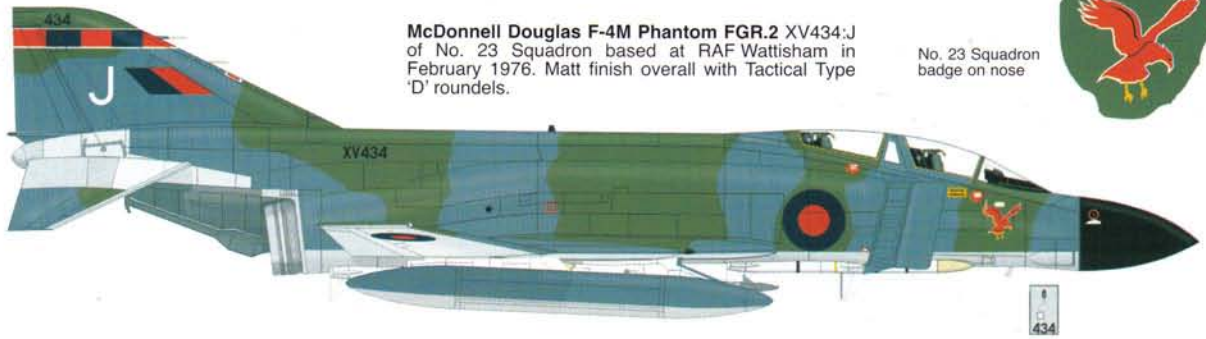 434
McDonnell Douglas F-4M Phantom FGR.2 XV434:J
of No. 23 Squadron based at RAF Wattisham in
February 1976. Matt finish overall with Tactical Type
'D' roundels.
No. 23 Squadron
badge on nose
J
XV434
434